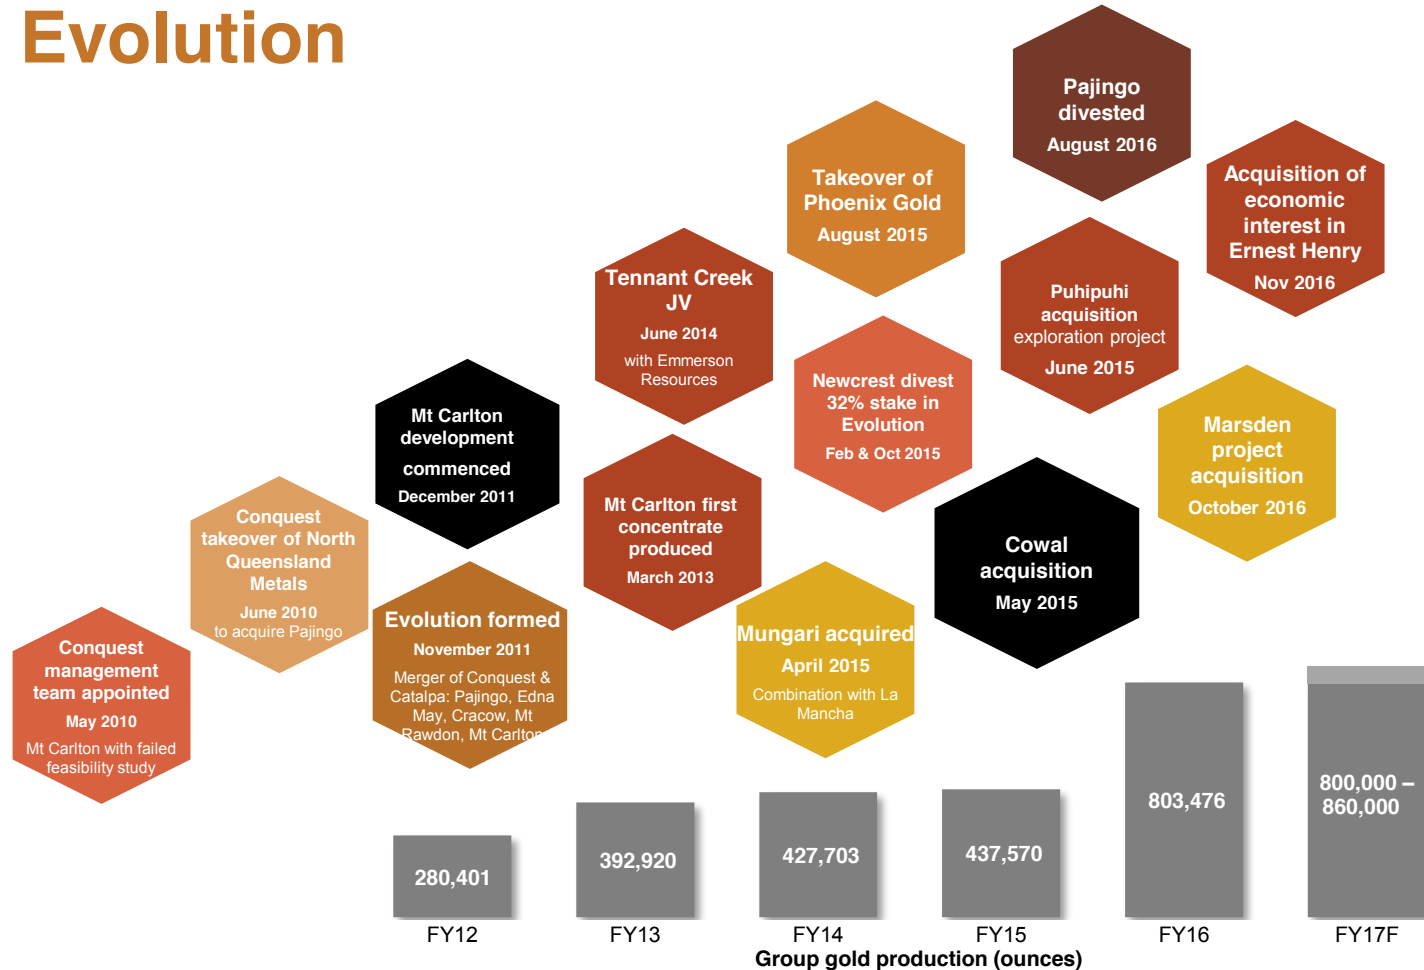 Evolution
Pajingo
divested
August 2016
Takeover of
Phoenix Gold
August 2015
Acquisition of
economic
interest in
Ernest Henry
Nov 2016
Tennant Creek
JV
June 2014
with Emmerson
Resources
Puhipuhi
acquisition
exploration project
June 2015
Newcrest divest
32% stake in
Evolution
Feb & Oct 2015
Mt Carlton
development
commenced
December 2011
Marsden
project
acquisition
October 2016
Mt Carlton first
concentrate
produced
March 2013
Conquest
takeover of North
Queensland
Metals
June 2010
to acquire Pajingo
Cowal
acquisition
May 2015
Evolution formed
November 2011
Merger of Conquest &
Catalpa: Pajingo, Edna
May, Cracow, Mt
Rawdon, Mt Carlton
Mungari acquired
April 2015
Combination with La
Mancha
Conquest
management
team appointed
May 2010
Mt Carlton with failed
feasibility study
280,401
392,920
427,703
437,570
803,476
800,000 –
860,000
FY12
FY13
FY14
FY15
FY16
FY17F
Group gold production (ounces)